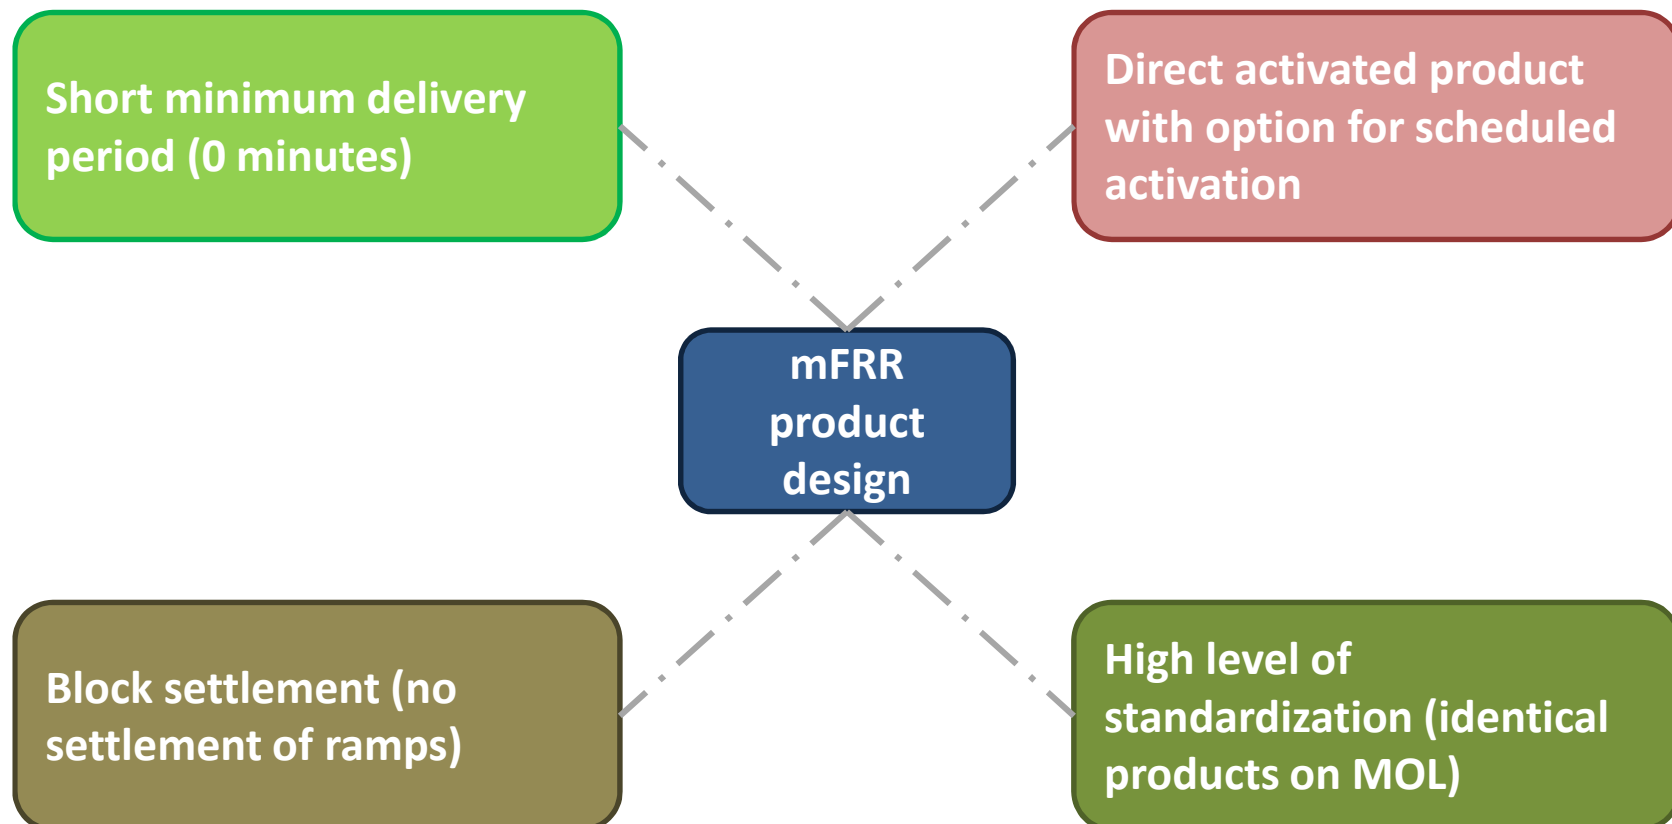 Short minimum delivery
period (0 minutes)
Direct activated product
with option for scheduled
activation
mFRR
product
design
Block settlement (no
settlement of ramps)
High level of
standardization (identical
products on MOL)